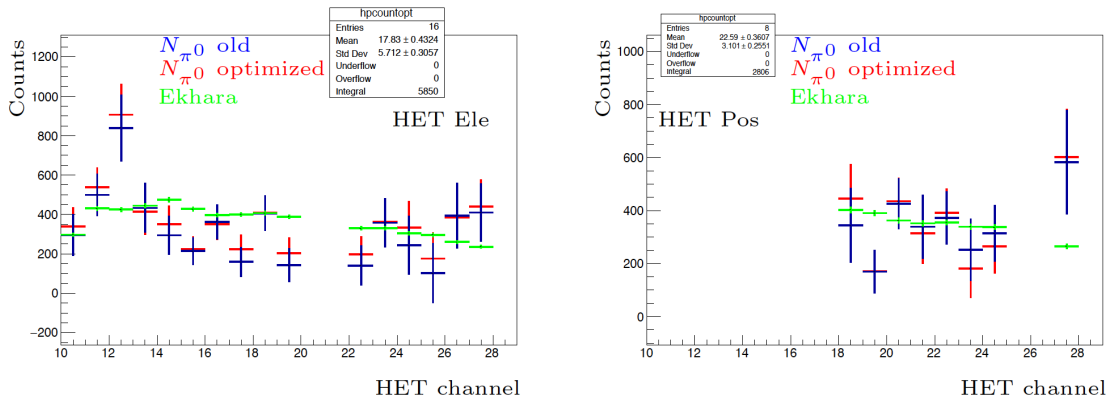 hpcountopt
Entries 16
Mean 17.83 ± 0.4324
Std Dev 5.712 ± 0.3057
Underflow 0
Overflow 0
Integral 5850
Nπ0 old
Nπ0 optimized
Ekhara
HET Ele
Counts
1200
1000
800
600
400
200
0
−200
10 12 14 16 18 20 22 24 26 28
HET channel
hpcountopt
Entries 8
Mean 22.59 ± 0.3607
Std Dev 3.101 ± 0.2551
Underflow 0
Overflow 0
Integral 2806
Nπ0 old
Nπ0 optimized
Ekhara
HET Pos
Counts
1000
800
600
400
200
0
10 12 14 16 18 20 22 24 26 28
HET channel